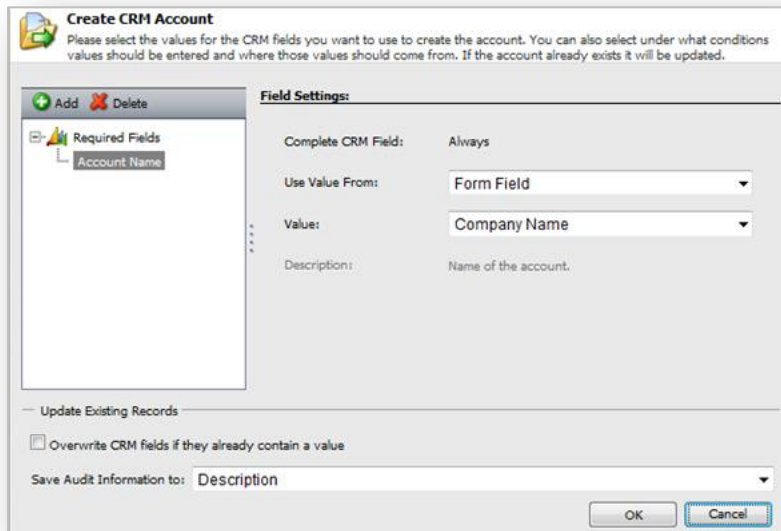 Create CRM Account
Please select the values for the CRM fields you want to use to create the account. You can also select under what conditions
values should be entered and where those values should come from. If the account already exists it will be updated.
Add Delete
Field Settings:
Required Fields
Account Name
Complete CRM Field: Always
Use Value From: Form Field
Value: Company Name
Description: Name of the account.
Update Existing Records
Overwrite CRM fields if they already contain a value
Save Audit Information to: Description
OK Cancel